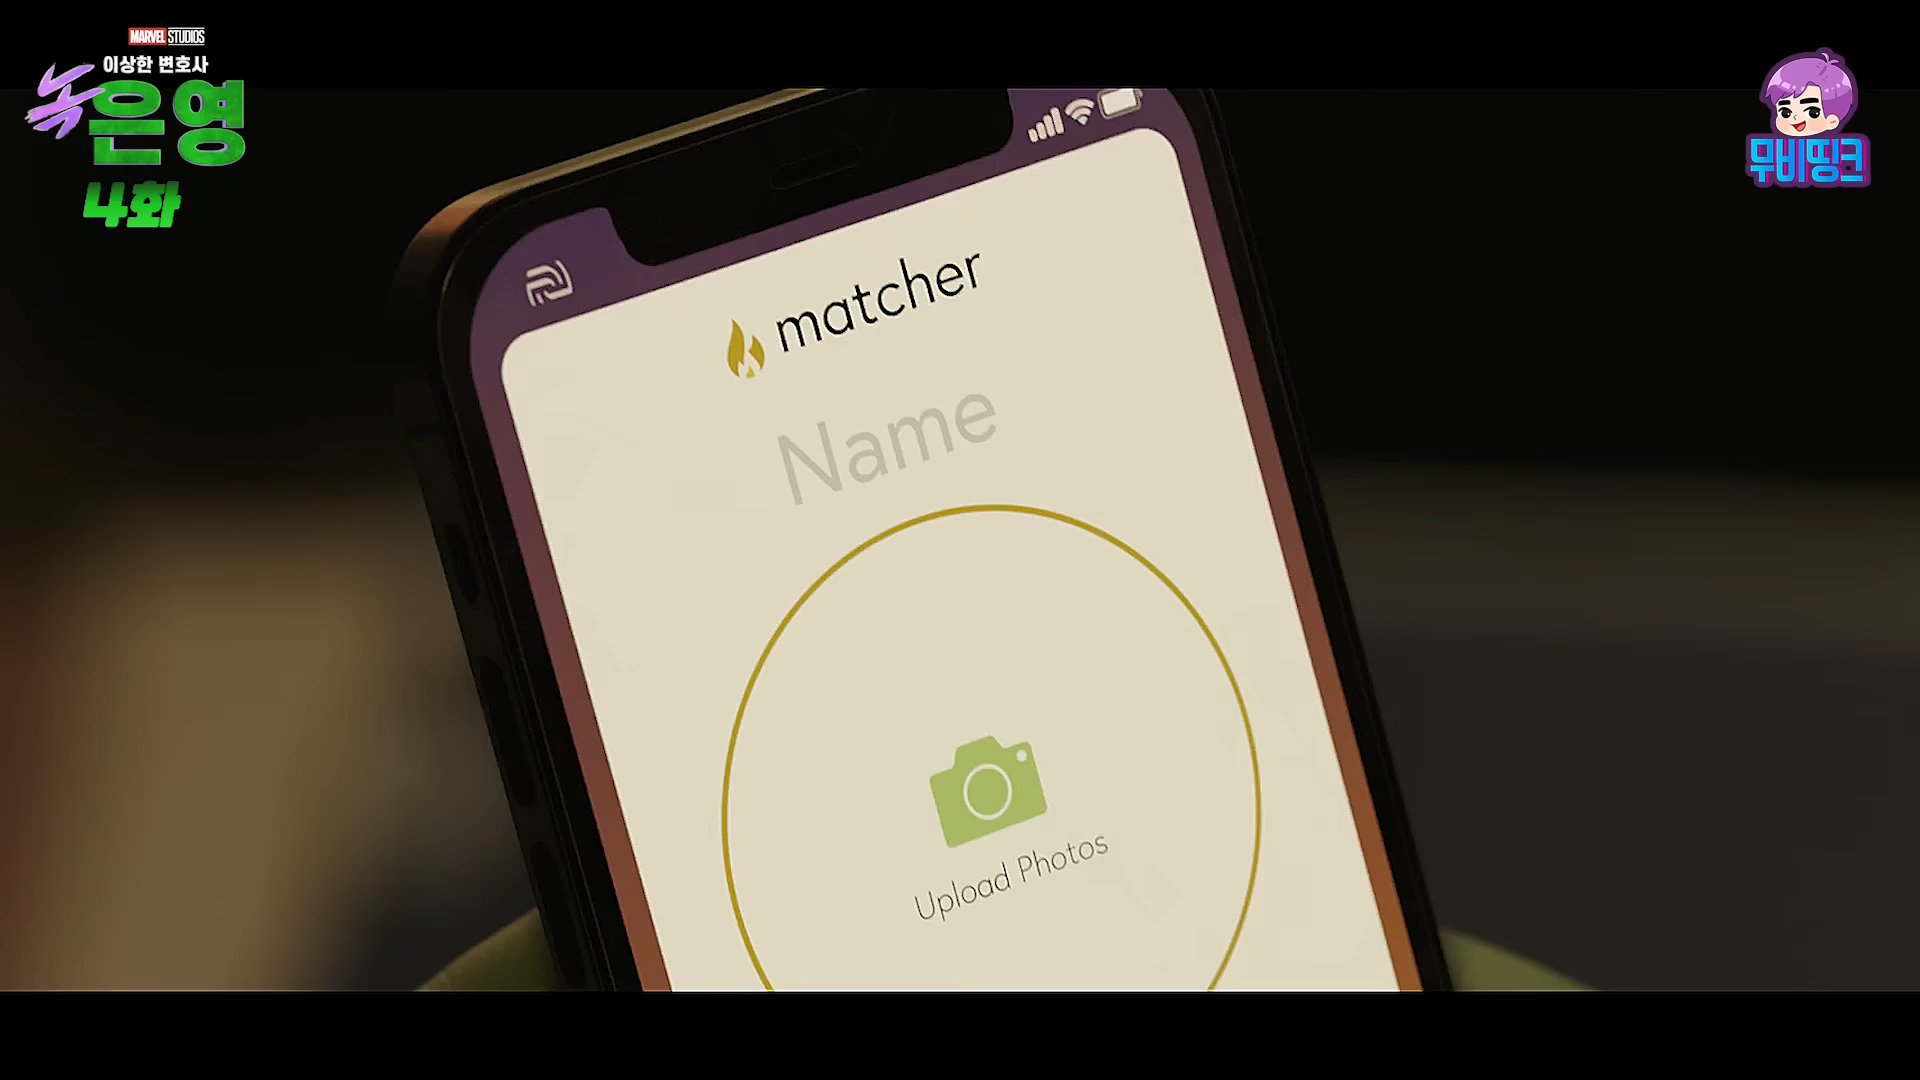 MARVEL STUDIOS
이상한 변호사
녹은영
4화
무비띵크
matcher
Name
Upload Photos